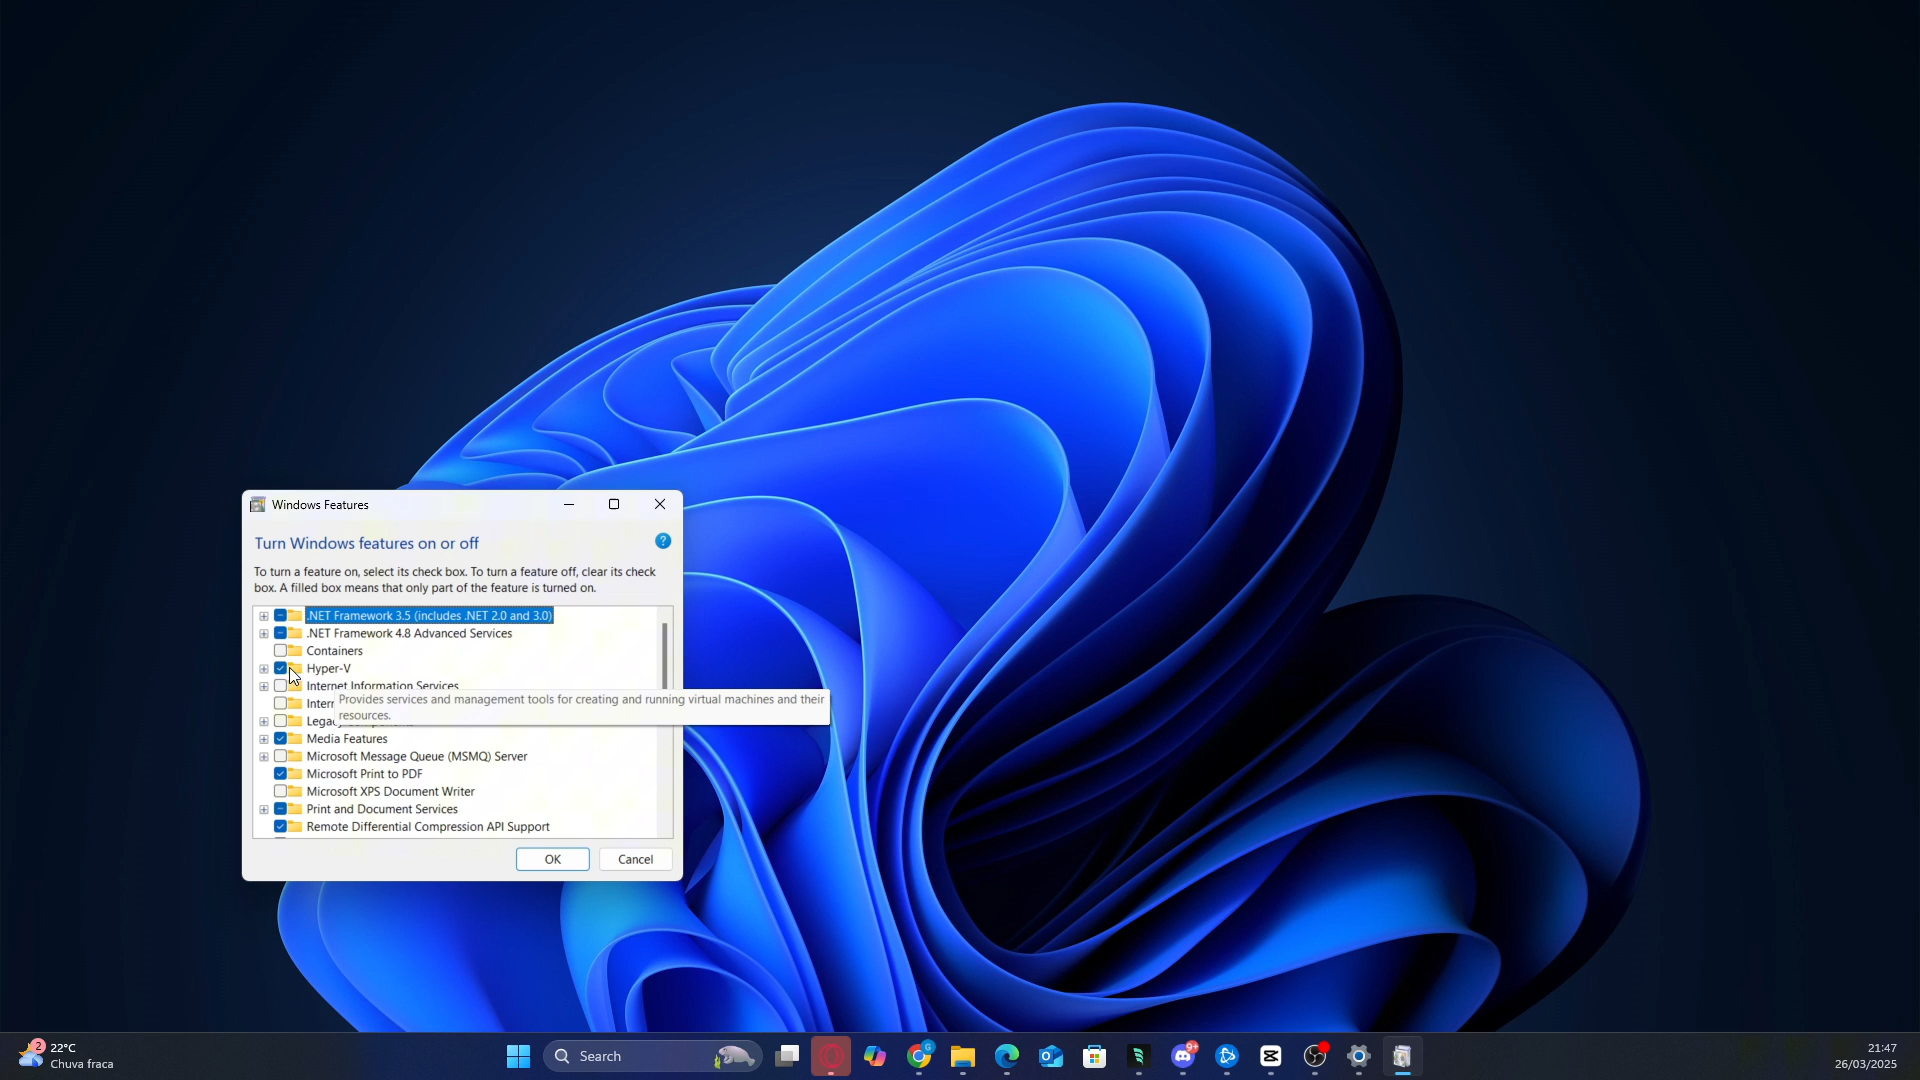 Windows Features
Turn Windows features on or off
?
To turn a feature on, select its check box. To turn a feature off, clear its check
box. A filled box means that only part of the feature is turned on.
.NET Framework 3.5 (includes .NET 2.0 and 3.0)
.NET Framework 4.8 Advanced Services
Containers
Hyper-V
Internet Information Services
Provides services and management tools for creating and running virtual machines and their
resources.
Media Features
Microsoft Message Queue (MSMQ) Server
Microsoft Print to PDF
Microsoft XPS Document Writer
Print and Document Services
Remote Differential Compression API Support
OK
Cancel
2
22°C
Chuva fraca
Search
G
9+
21:47
26/03/2025